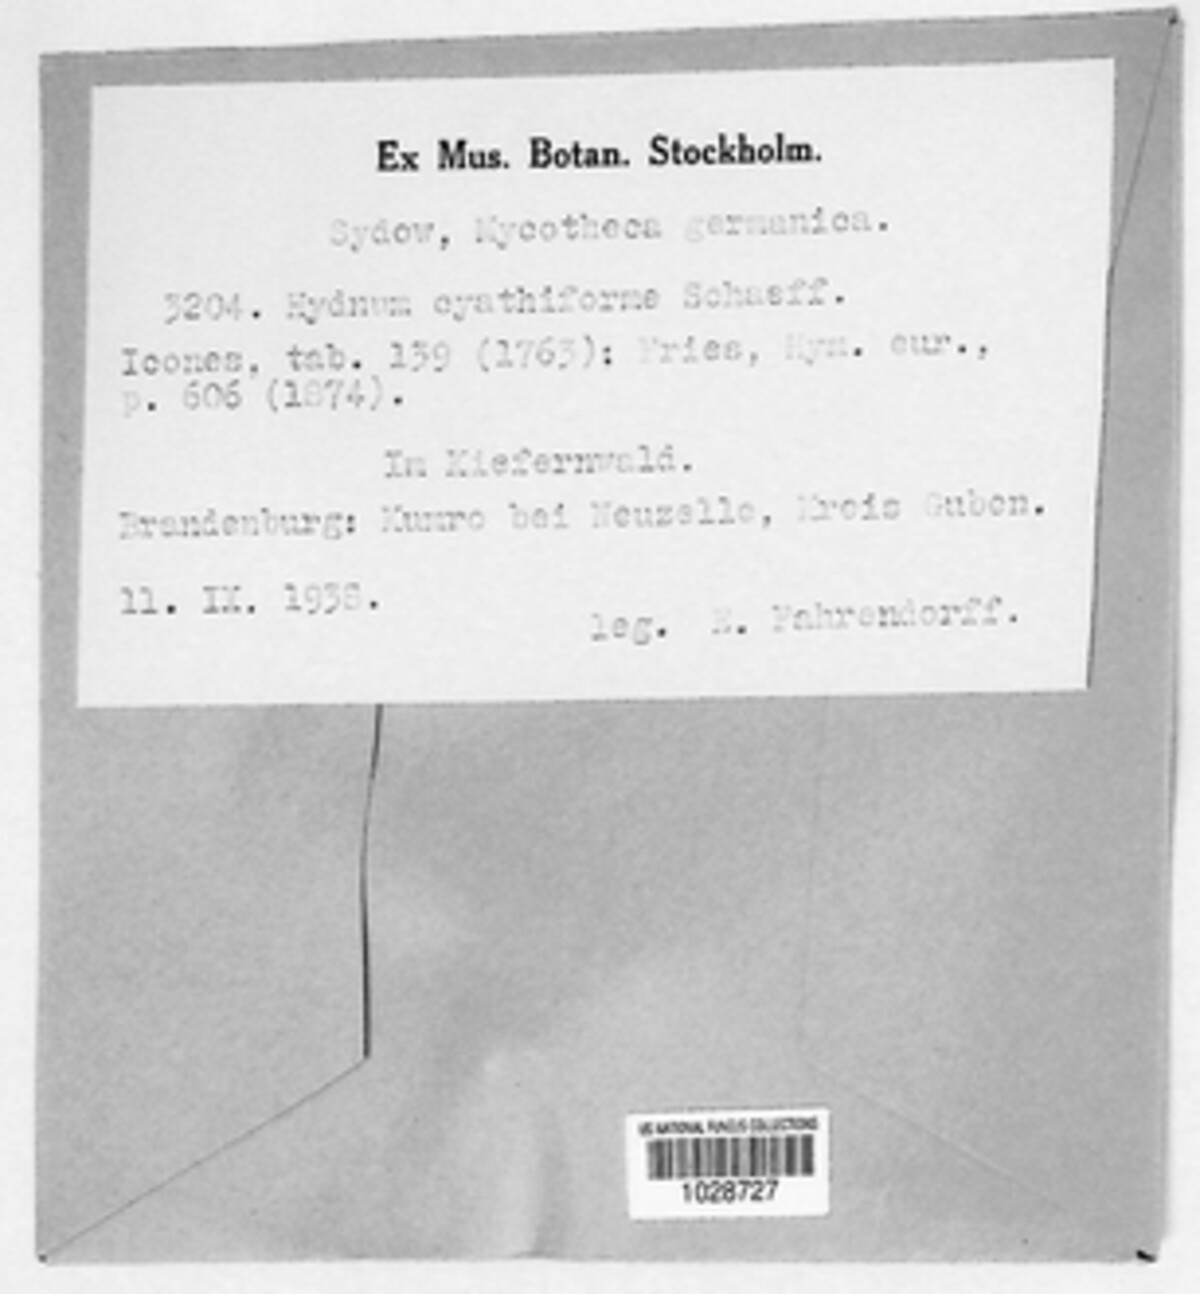 Ex Mus. Botan. Stockholm.
Sydow, Mycotheca germanica.
3204. Hydnum cyathiforme Schaeff.
Icones, tab. 139 (1763): Fries, Hym. eur.,
p. 606 (1874).
Im Kiefernwald.
Brandenburg: Kummro bei Neuzelle, Kreis Guben.
11. IX. 1938.
leg. E. Fahrendorff.
US NATIONAL FUNGUS COLLECTIONS
1028727